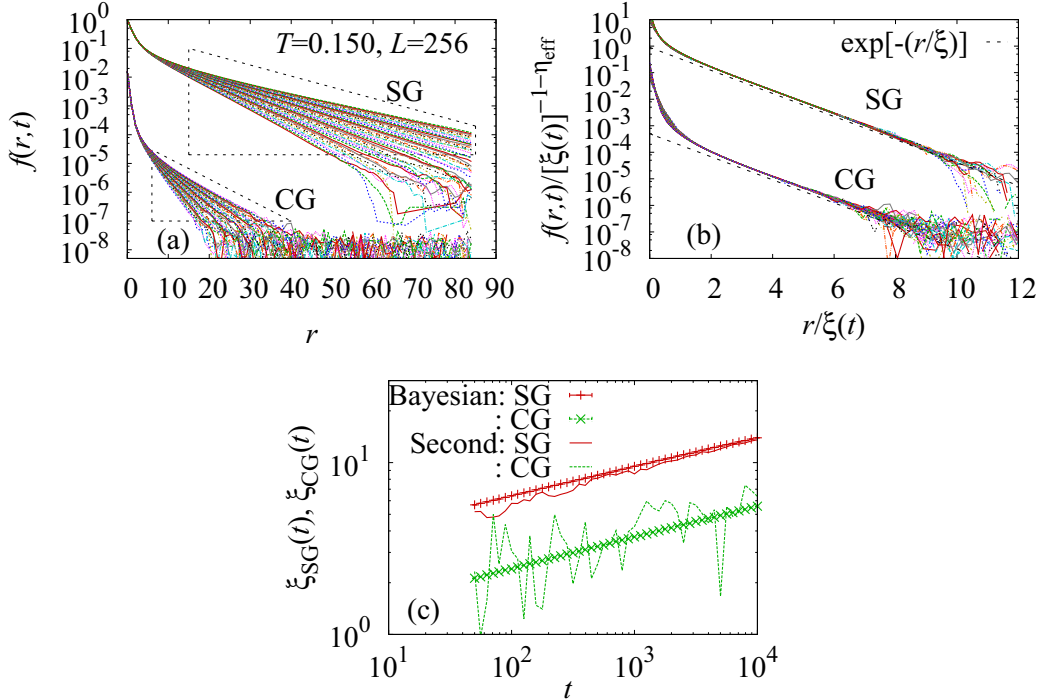 10^0
10^-1
10^-2
10^-3
10^-4
10^-5
10^-6
10^-7
10^-8
f(r,t)
T=0.150, L=256
SG
CG
(a)
0 10 20 30 40 50 60 70 80 90
r
10^1
10^0
10^-1
10^-2
10^-3
10^-4
10^-5
10^-6
10^-7
10^-8
f(r,t)/[ξ(t)]^{-1-η_eff}
exp[-(r/ξ)]
SG
CG
(b)
0 2 4 6 8 10 12
r/ξ(t)
10^1
10^0
ξ_SG(t), ξ_CG(t)
Bayesian: SG
: CG
Second: SG
: CG
(c)
10^1 10^2 10^3 10^4
t